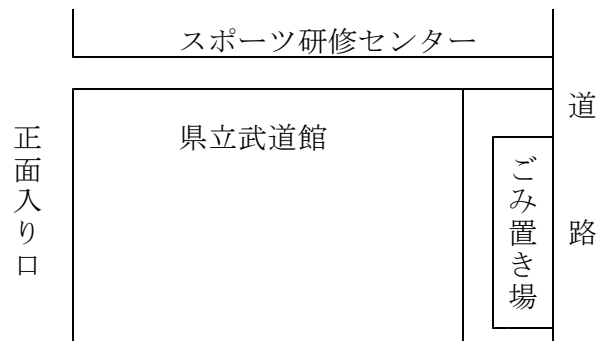 スポーツ研修センター
県立武道館
正面入り口
ごみ置き場
道路